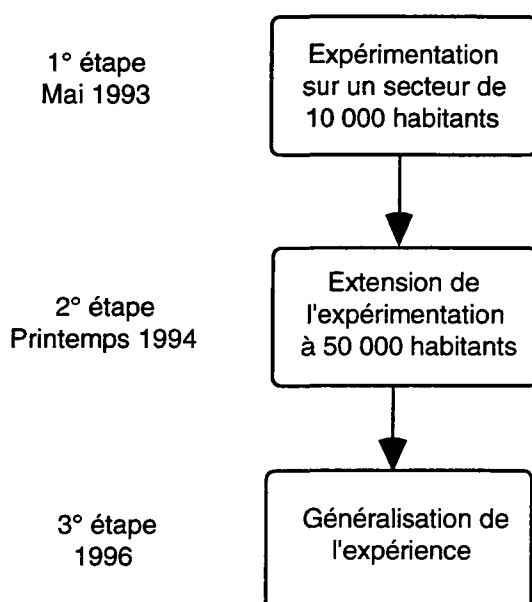 1° étape
Mai 1993
Expérimentation
sur un secteur de
10 000 habitants
2° étape
Printemps 1994
Extension de
l'expérimentation
à 50 000 habitants
3° étape
1996
Généralisation de
l'expérience